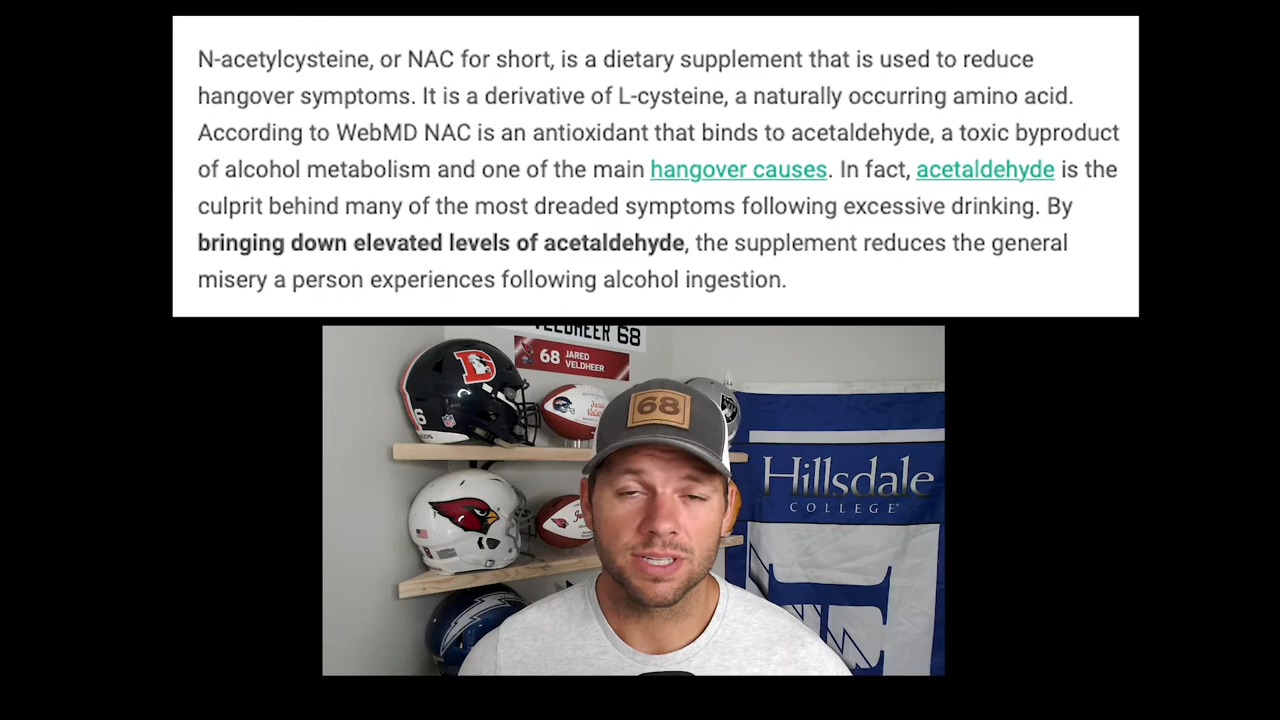 N-acetylcysteine, or NAC for short, is a dietary supplement that is used to reduce
hangover symptoms. It is a derivative of L-cysteine, a naturally occurring amino acid.
According to WebMD NAC is an antioxidant that binds to acetaldehyde, a toxic byproduct
of alcohol metabolism and one of the main hangover causes. In fact, acetaldehyde is the
culprit behind many of the most dreaded symptoms following excessive drinking. By
bringing down elevated levels of acetaldehyde, the supplement reduces the general
misery a person experiences following alcohol ingestion.
VELDHEER 68
68 JARED
VELDHEER
D
6
68
Hillsdale
COLLEGE